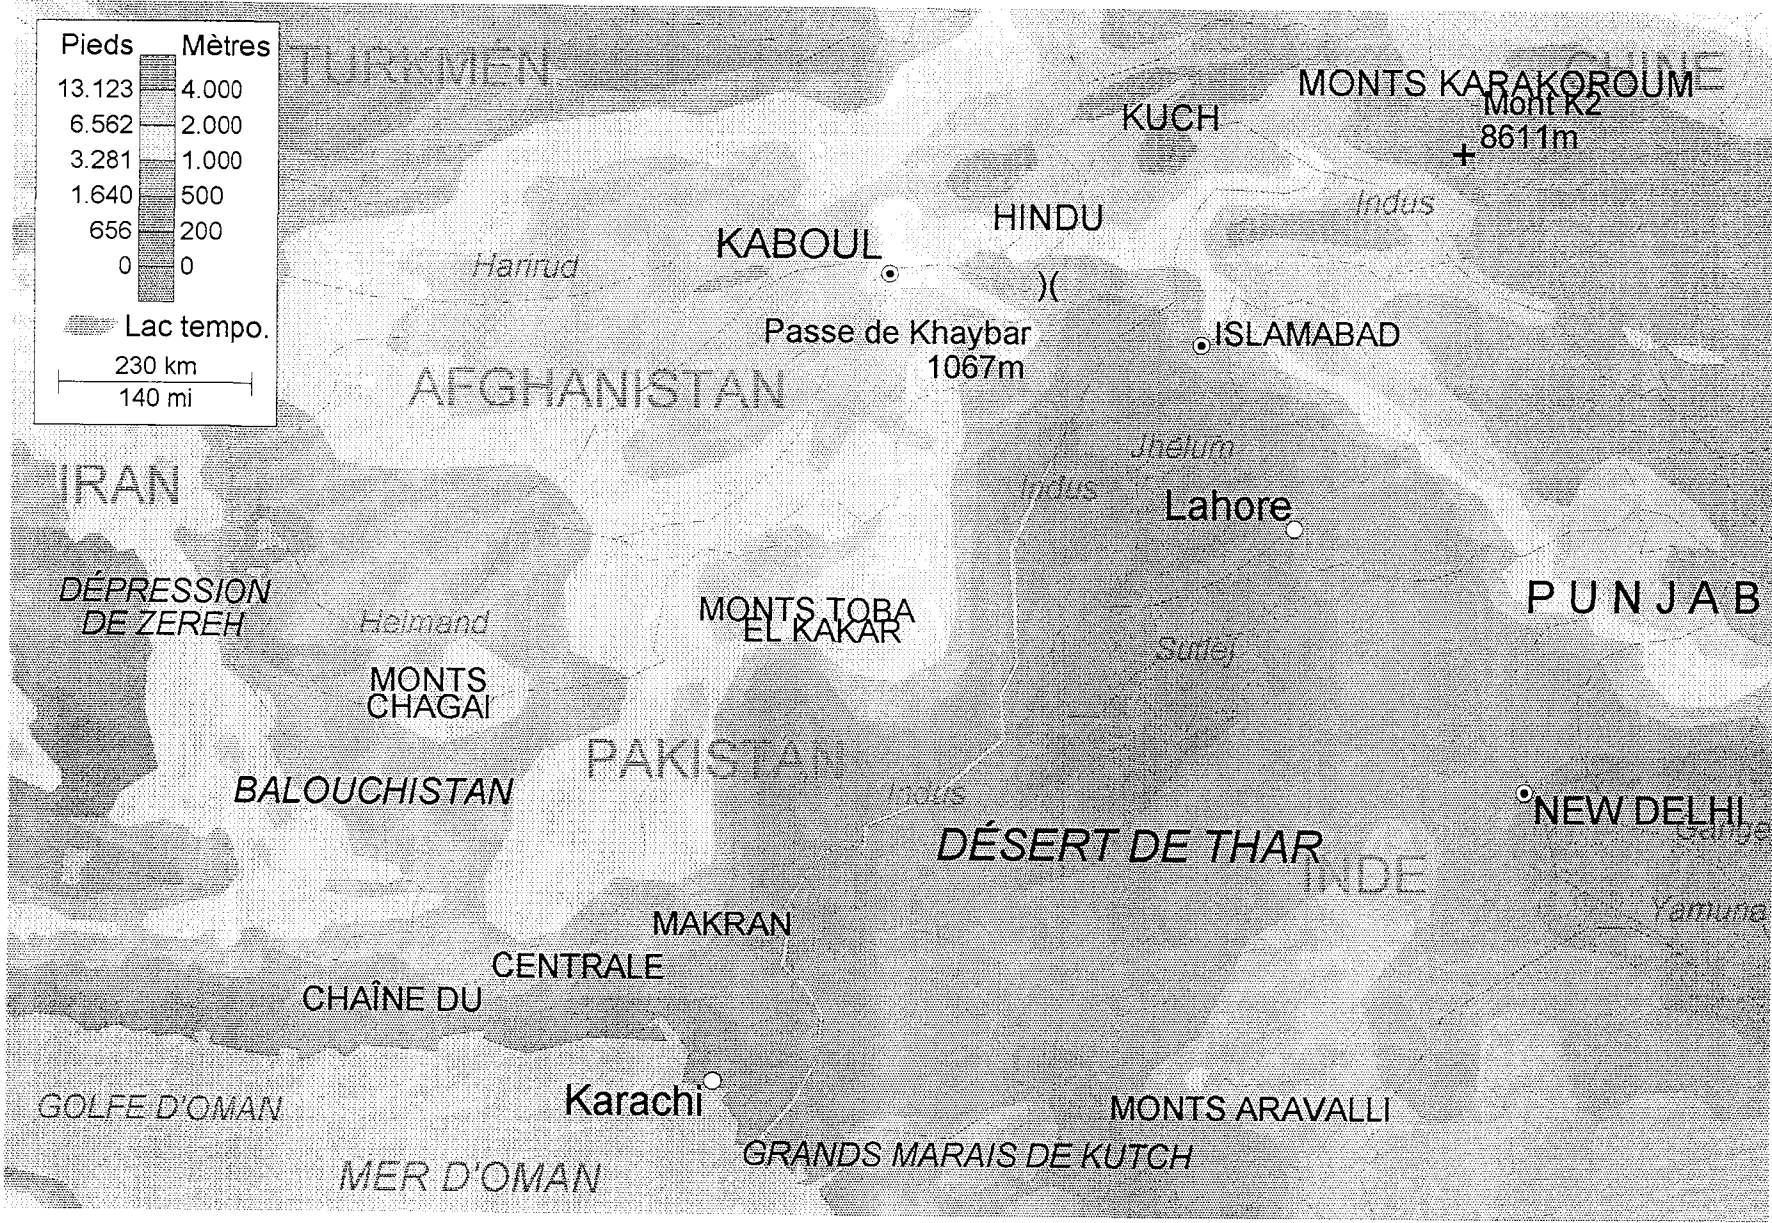 Pieds Mètres
13.123 4.000
6.562 2.000
3.281 1.000
1.640 500
656 200
0 0
Lac tempo.
230 km
140 mi
TURKMÉN
CHINE
MONTS KARAKOROUM
Mont K2
8611m
KUCH
Indus
HINDU
KABOUL
Harirud
)(
Passe de Khaybar
1067m
ISLAMABAD
AFGHANISTAN
Jhelum
IRAN
Indus
Lahore
DÉPRESSION
DE ZEREH
PUNJAB
Helmand
MONTS TOBA
EL KAKAR
Sutlej
MONTS
CHAGAI
PAKISTAN
BALOUCHISTAN
Indus
NEW DELHI
Gange
DÉSERT DE THAR
INDE
Yamuna
MAKRAN
CENTRALE
CHAÎNE DU
Karachi
GOLFE D'OMAN
MONTS ARAVALLI
GRANDS MARAIS DE KUTCH
MER D'OMAN